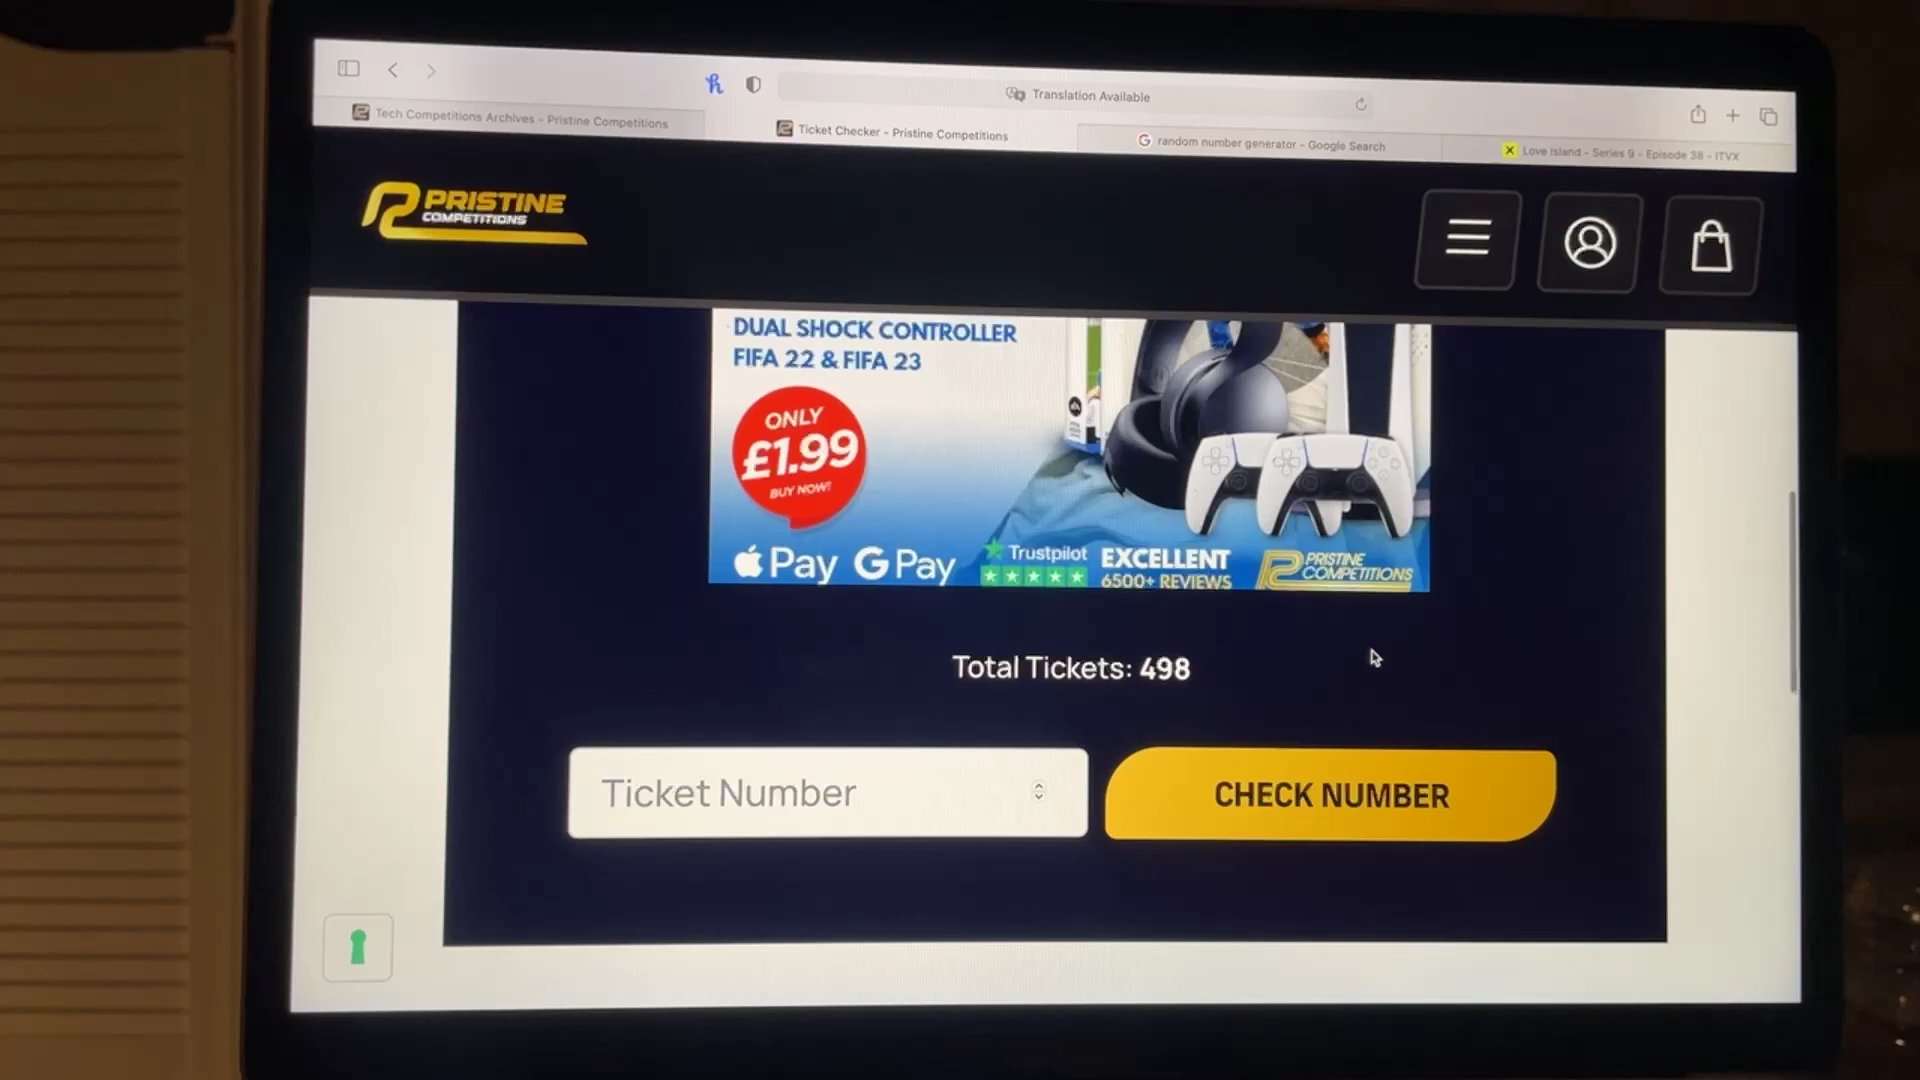 Translation Available
Tech Competitions Archives - Pristine Competitions
Ticket Checker - Pristine Competitions
random number generator - Google Search
Love Island - Series 9 - Episode 38 - ITVX
PRISTINE
COMPETITIONS
DUAL SHOCK CONTROLLER
FIFA 22 & FIFA 23
ONLY
£1.99
BUY NOW!
Pay G Pay
Trustpilot
EXCELLENT
6500+ REVIEWS
PRISTINE
COMPETITIONS
Total Tickets: 498
Ticket Number
CHECK NUMBER